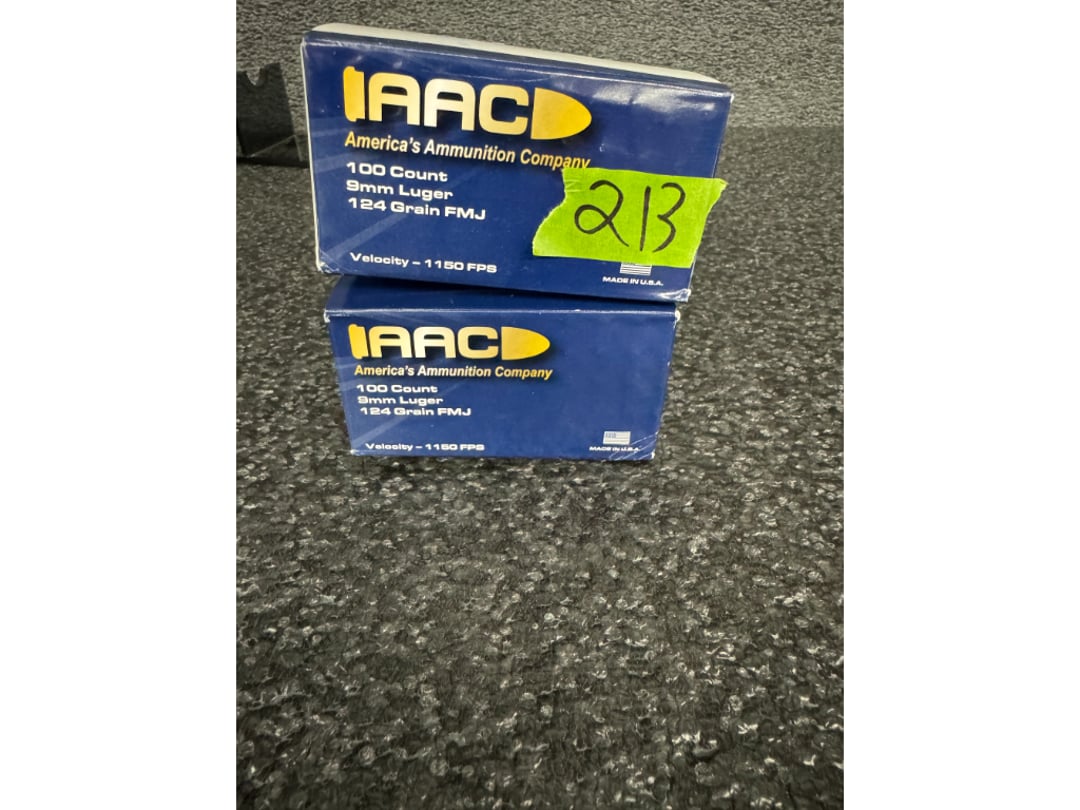 AAC
America's Ammunition Company
100 Count
9mm Luger
124 Grain FMJ
213
Velocity – 1150 FPS
MADE IN U.S.A.
AAC
America's Ammunition Company
100 Count
9mm Luger
124 Grain FMJ
Velocity – 1150 FPS
MADE IN U.S.A.